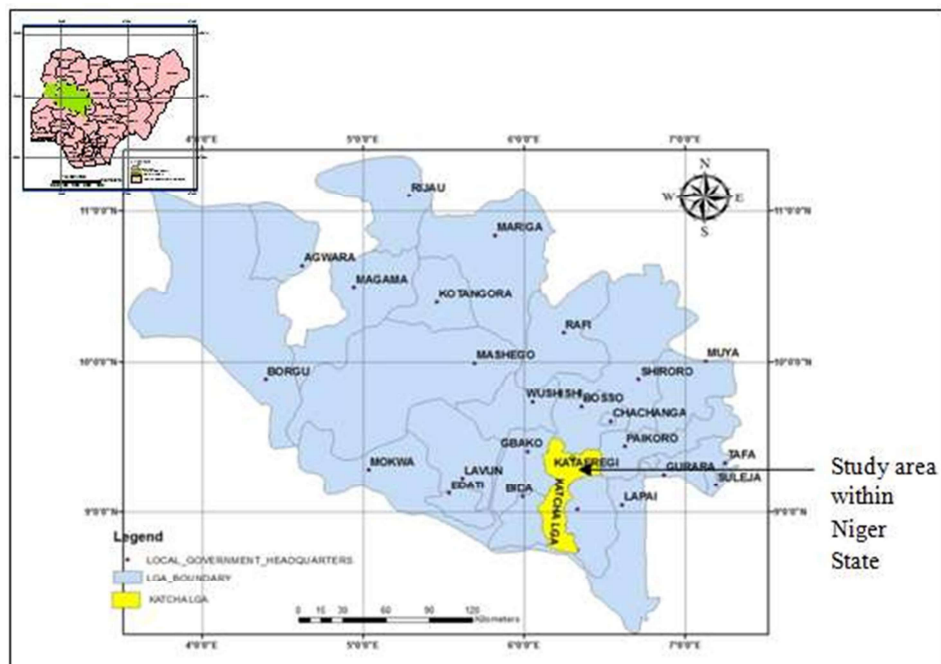 4°0'0"E 5°0'0"E 6°0'0"E 7°0'0"E
N
W E
S
11°0'0"N 11°0'0"N
RIJAU
MARIGA
AGWARA
MAGAMA
KOTANGORA
RAFI
MASHEGO
MUYA
10°0'0"N 10°0'0"N
BORGU
SHIRORO
WUSHISHI
BOSSO
CHACHANGA
GBAKO
PAIKORO
MOKWA
KATAEREGI
TAFA
LAVUN
GURARA
SULEJA
EDATI
BIDA
LAPAI
KATCHA LGA
9°0'0"N 9°0'0"N
Study area
within
Niger
State
Legend
LOCAL_GOVERNMENT_HEADQUARTERS
LGA_BOUNDARY
KATCHA LGA
0 15 30 60 90 120
Kilometers
4°0'0"E 5°0'0"E 6°0'0"E 7°0'0"E